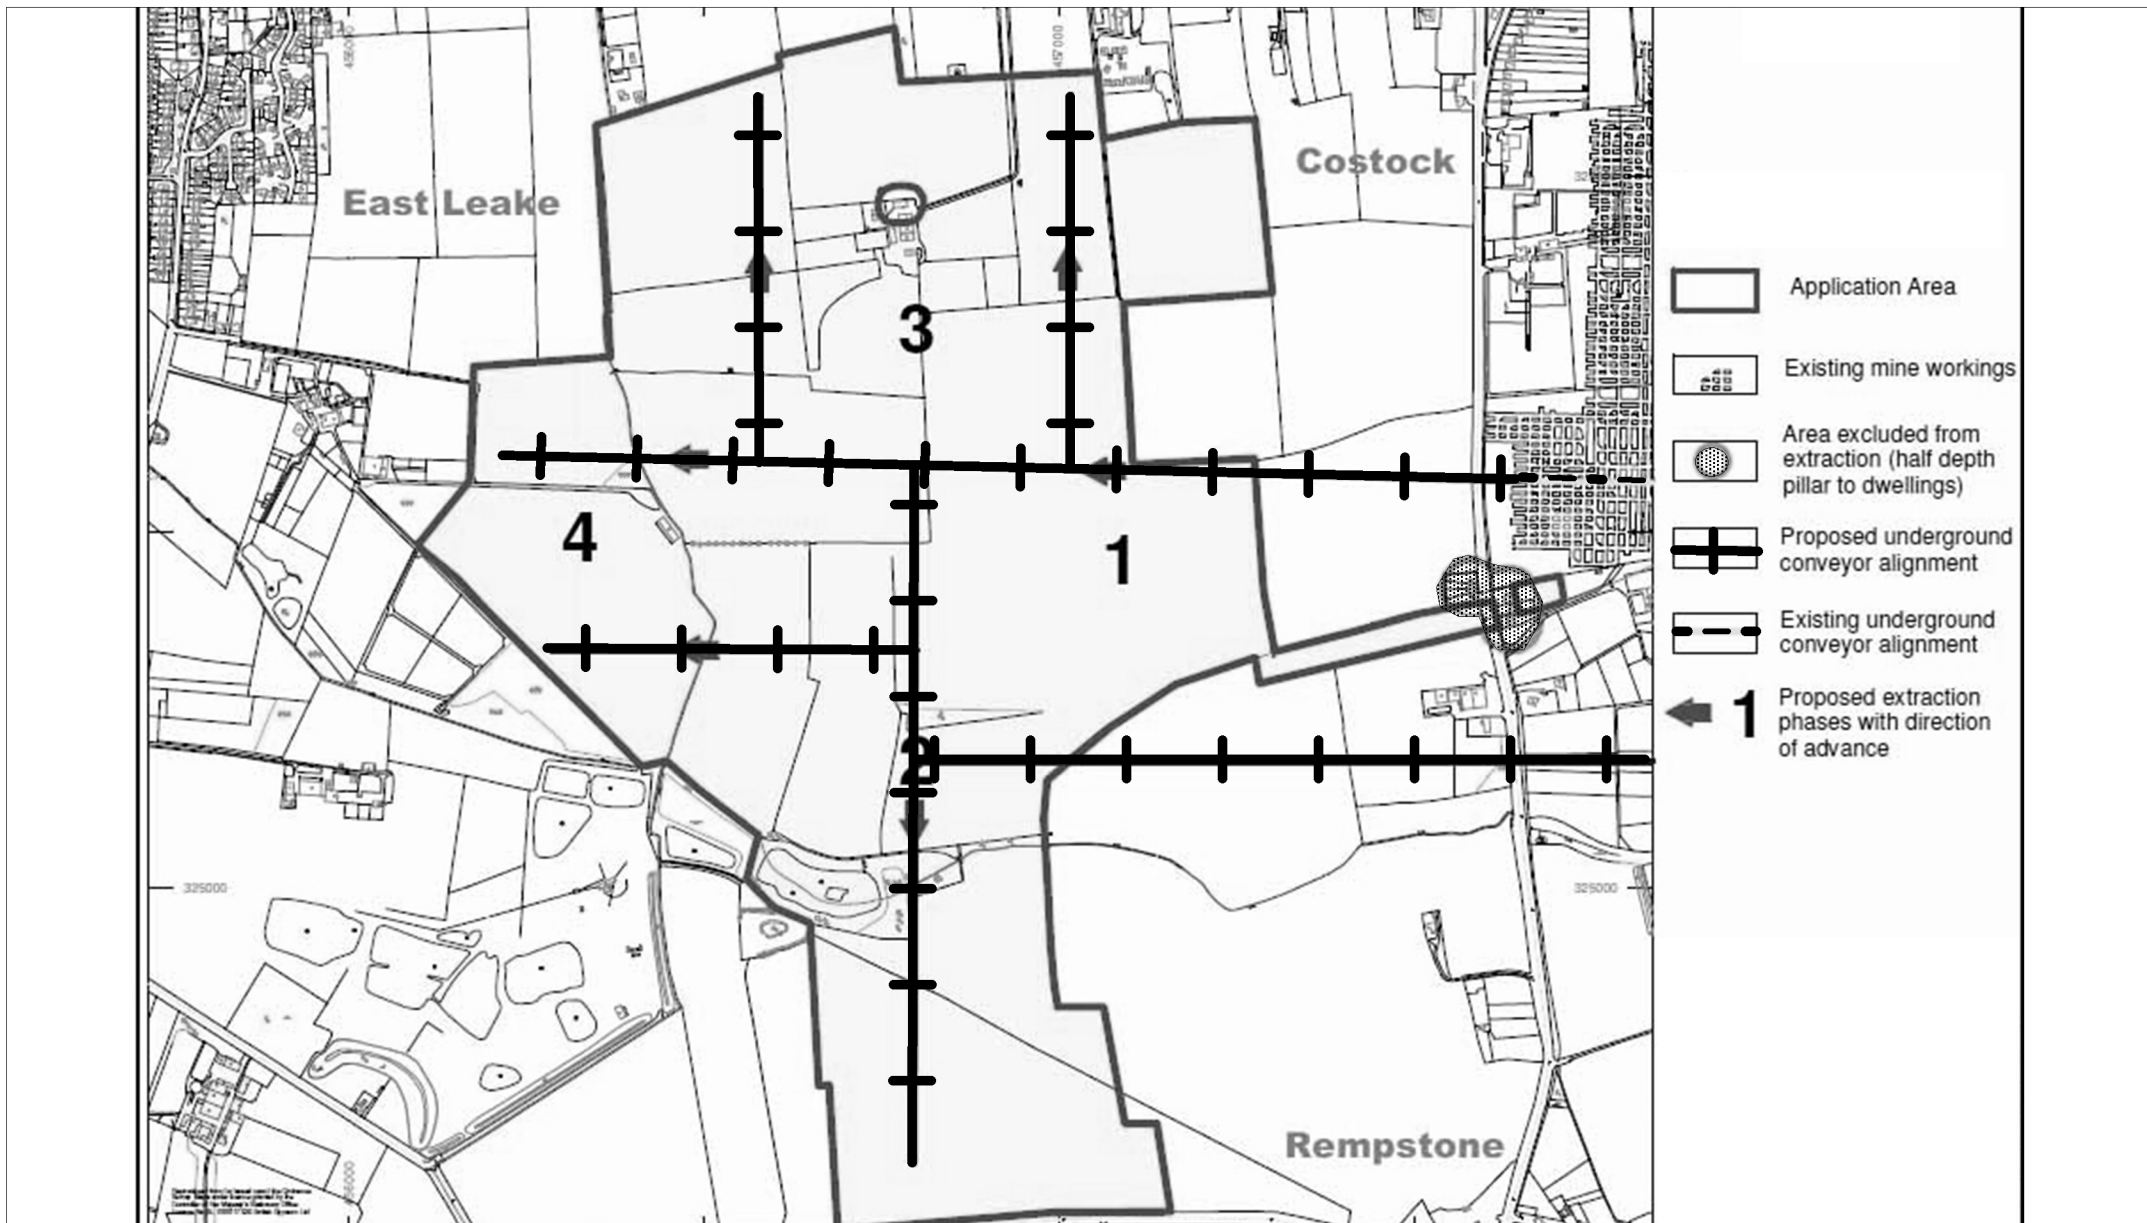 456000
457000
Costock
East Leake
Application Area
3
Existing mine workings
Area excluded from
extraction (half depth
pillar to dwellings)
4
1
Proposed underground
conveyor alignment
Existing underground
conveyor alignment
2
1
Proposed extraction
phases with direction
of advance
325000
325000
Rempstone